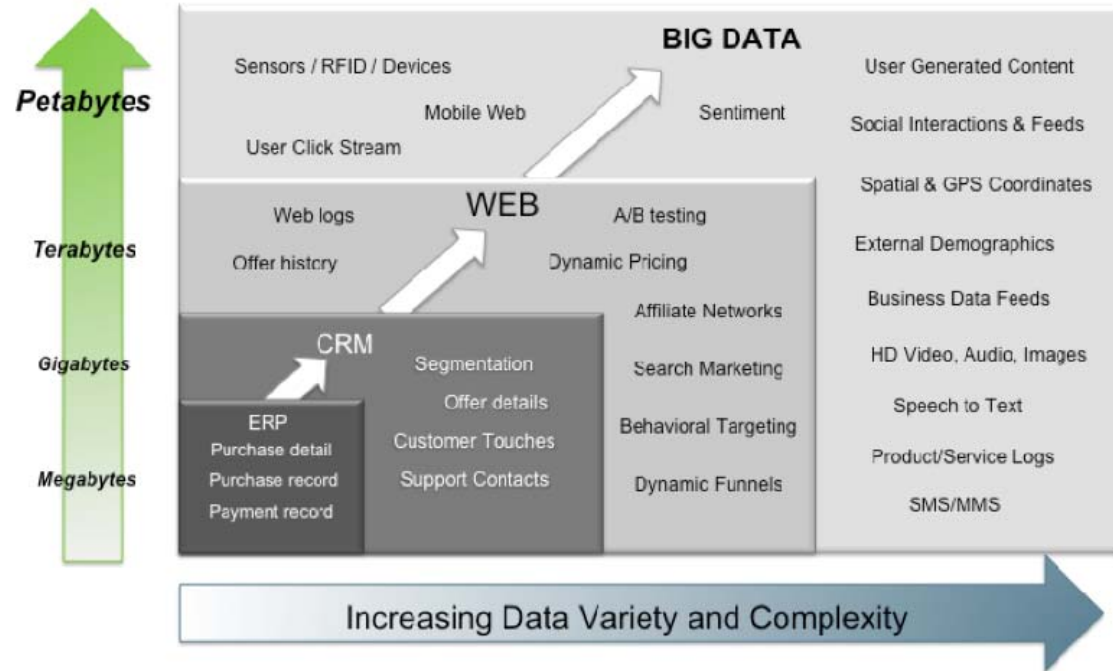 BIG DATA
Sensors / RFID / Devices
User Generated Content
Petabytes
Mobile Web
Sentiment
Social Interactions & Feeds
User Click Stream
Spatial & GPS Coordinates
WEB
Web logs
A/B testing
Terabytes
External Demographics
Offer history
Dynamic Pricing
Business Data Feeds
Affiliate Networks
CRM
Gigabytes
Segmentation
Search Marketing
HD Video, Audio, Images
Offer details
Speech to Text
ERP
Purchase detail
Customer Touches
Behavioral Targeting
Product/Service Logs
Megabytes
Purchase record
Support Contacts
Dynamic Funnels
SMS/MMS
Payment record
Increasing Data Variety and Complexity